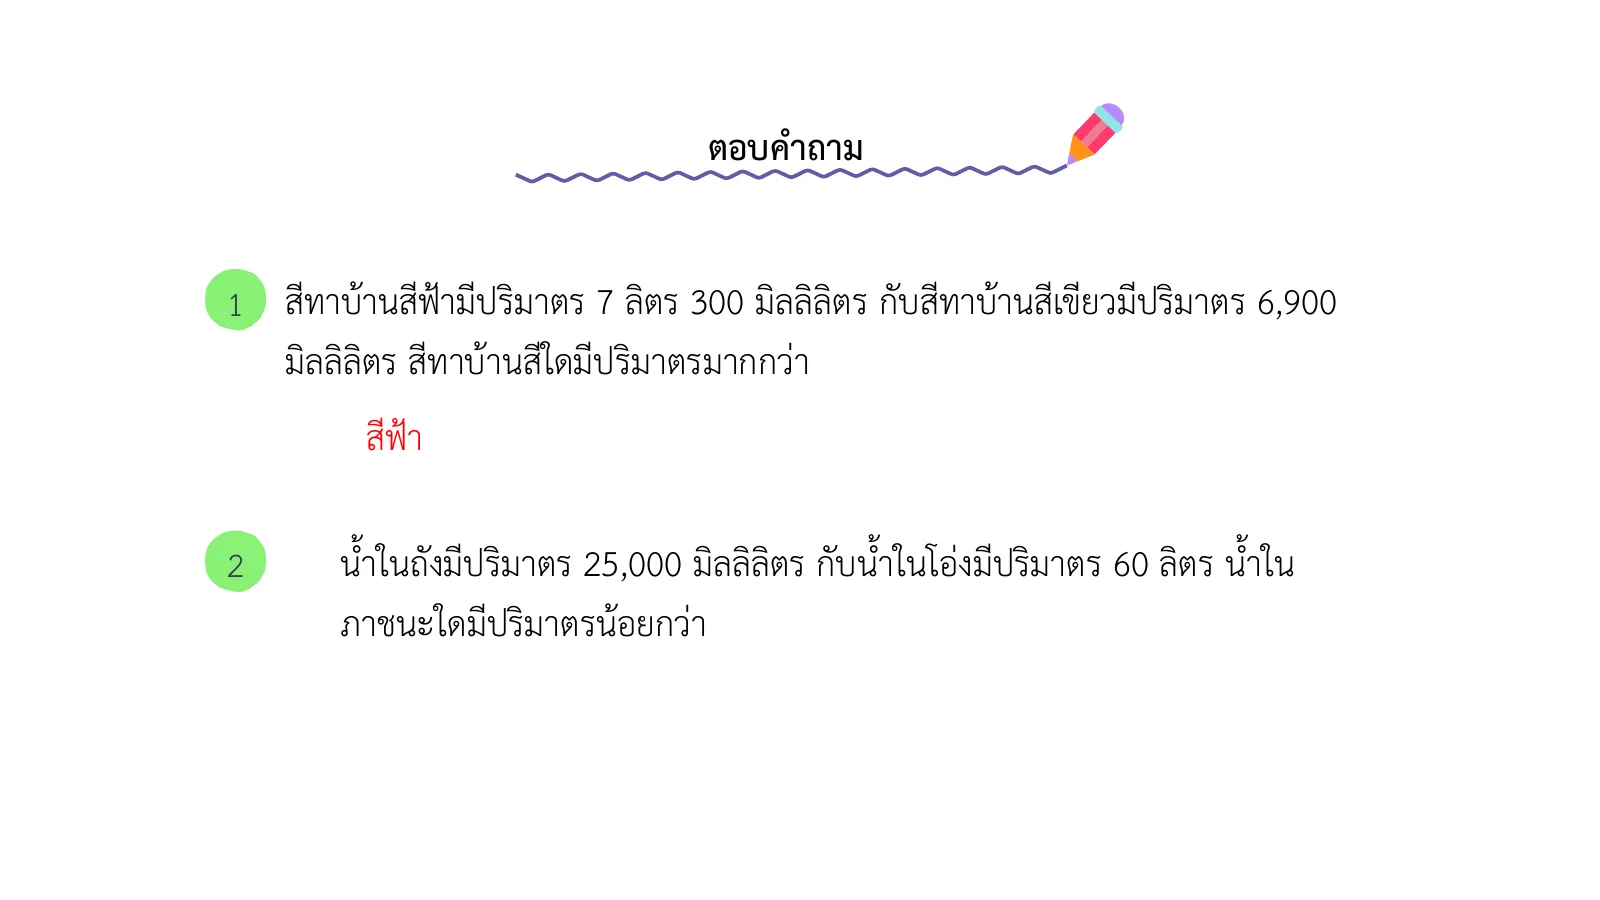 ตอบคำถาม
1 สีทาบ้านสีฟ้ามีปริมาตร 7 ลิตร 300 มิลลิลิตร กับสีทาบ้านสีเขียวมีปริมาตร 6,900
มิลลิลิตร สีทาบ้านสีใดมีปริมาตรมากกว่า
สีฟ้า
2 น้ำในถังมีปริมาตร 25,000 มิลลิลิตร กับน้ำในโอ่งมีปริมาตร 60 ลิตร น้ำใน
ภาชนะใดมีปริมาตรน้อยกว่า